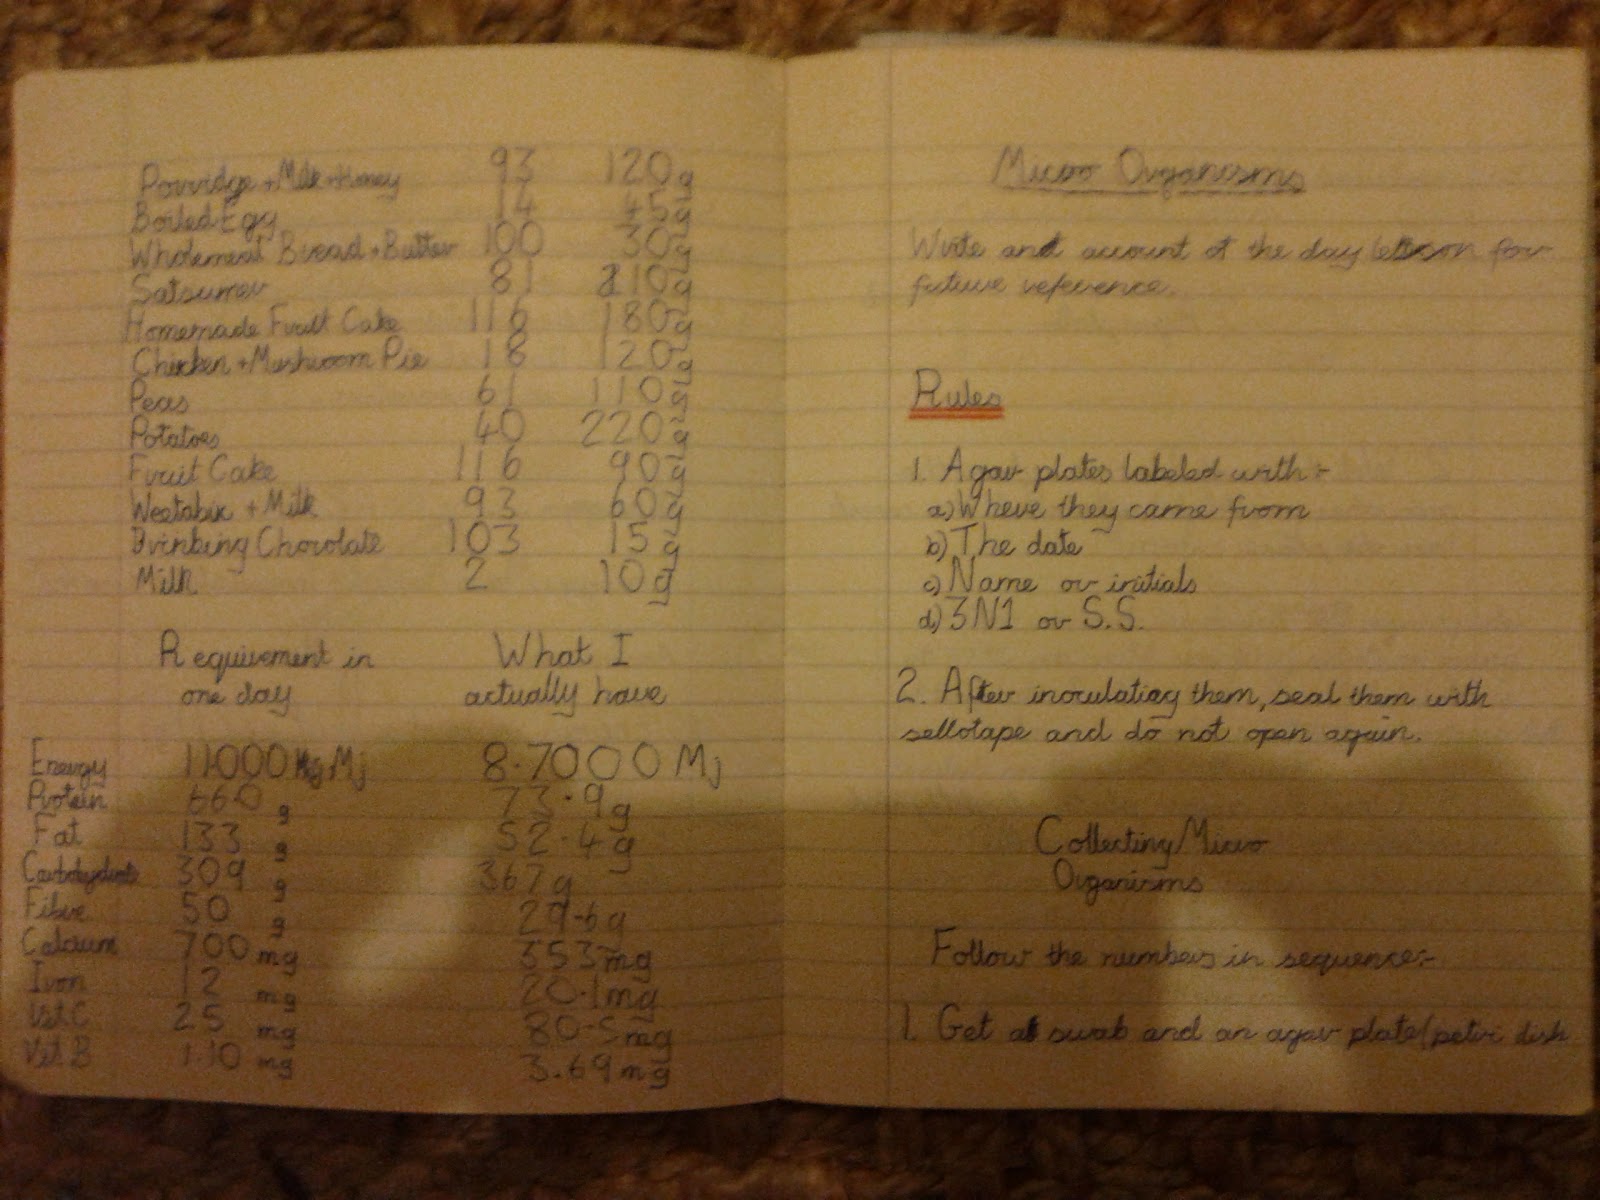 Porridge + Milk + Honey 93 120g
Boiled Egg 14 45g
Wholemeat Bread + Butter 100 30g
Satsumer 81 210g
Homemade Fruit Cake 116 180g
Chicken + Mushroom Pie 18 120g
Peas 61 110g
Potatoes 40 220g
Fruit Cake 116 90g
Weetabix + Milk 93 60g
Drinking Chocolate 103 15g
Milk 2 10g
Requirement in What I
one day actually have
Energy 11000 Mj 8.7000 Mj
Protein 660 g 73.9g
Fat 133 g 52.4g
Carbohydrate 309 g 367g
Fibre 50 g 29.6g
Calcium 700 mg 353mg
Iron 12 mg 20.1mg
Vit C 25 mg 80.5mg
Vit B 1.10 mg 3.69mg
Micro Organisms
Write and account of the day lesson for
future reference.
Rules
1. Agar plates labeled with:-
a) Where they came from
b) The date
c) Name or initials
d) 3N1 or S.S.
2. After inoculating them, seal them with
sellotape and do not open again.
Collecting Micro
Organisms
Follow the numbers in sequence:-
1. Get a swab and an agar plate (petri dish